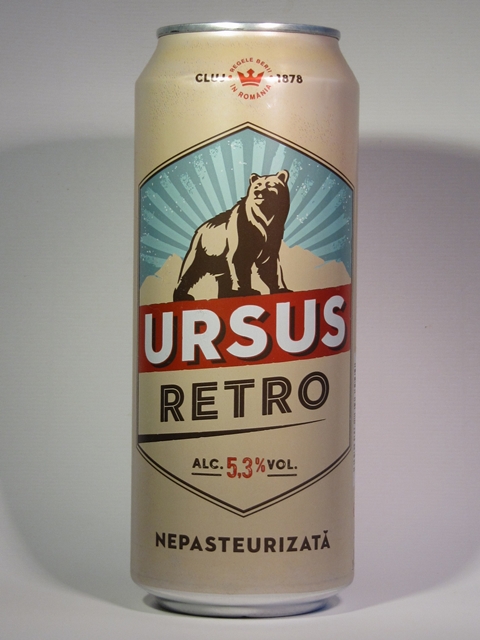 REGELE BERII
CLUJ 1878
ÎN ROMÂNIA
URSUS
RETRO
ALC. 5,3% VOL.
NEPASTEURIZATĂ